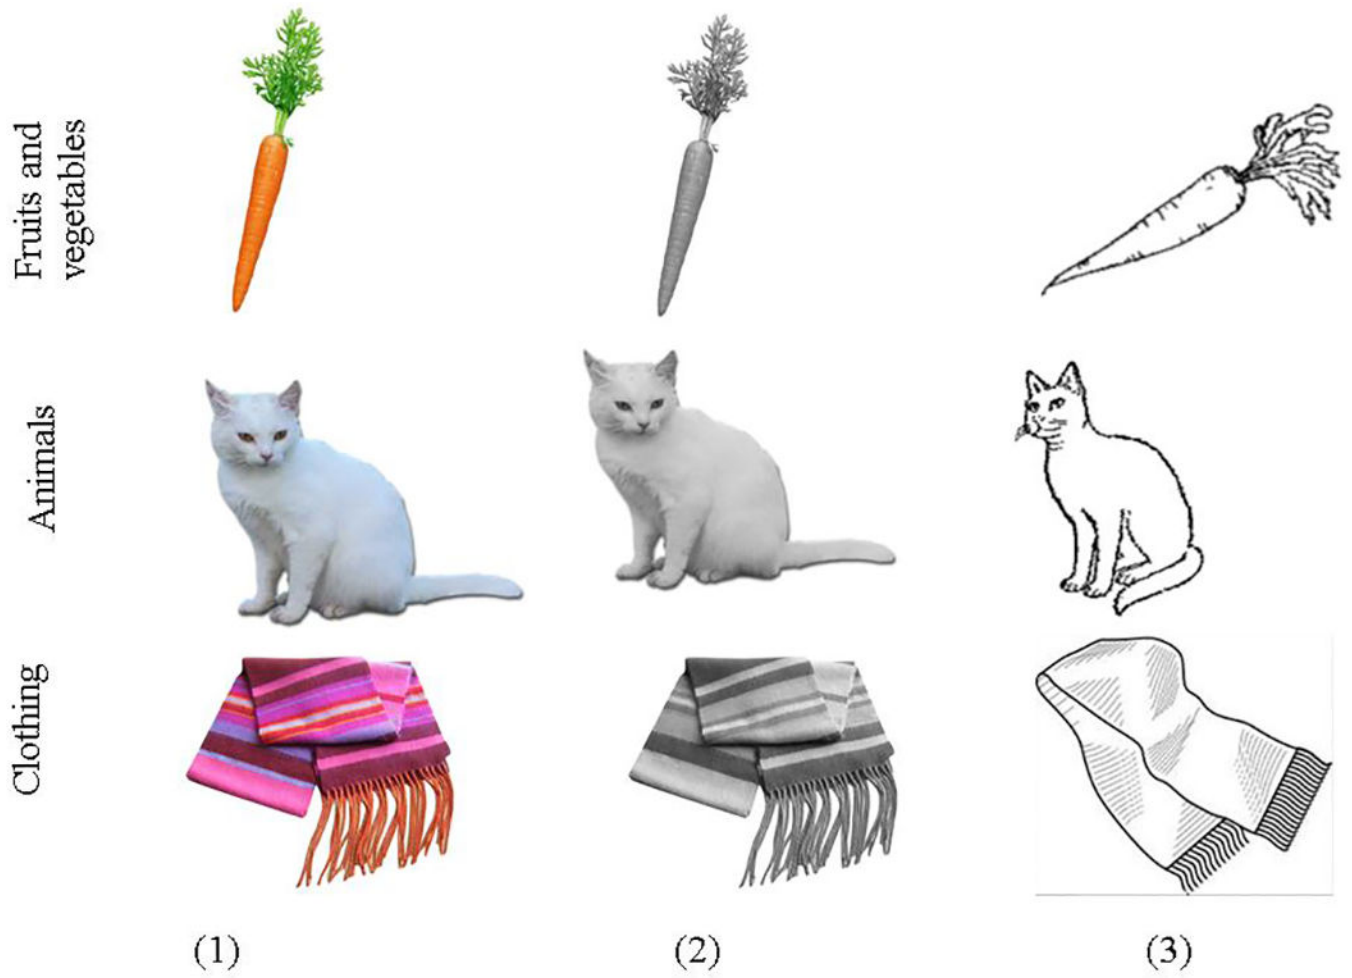 Fruits and
vegetables
Animals
Clothing
(1)
(2)
(3)